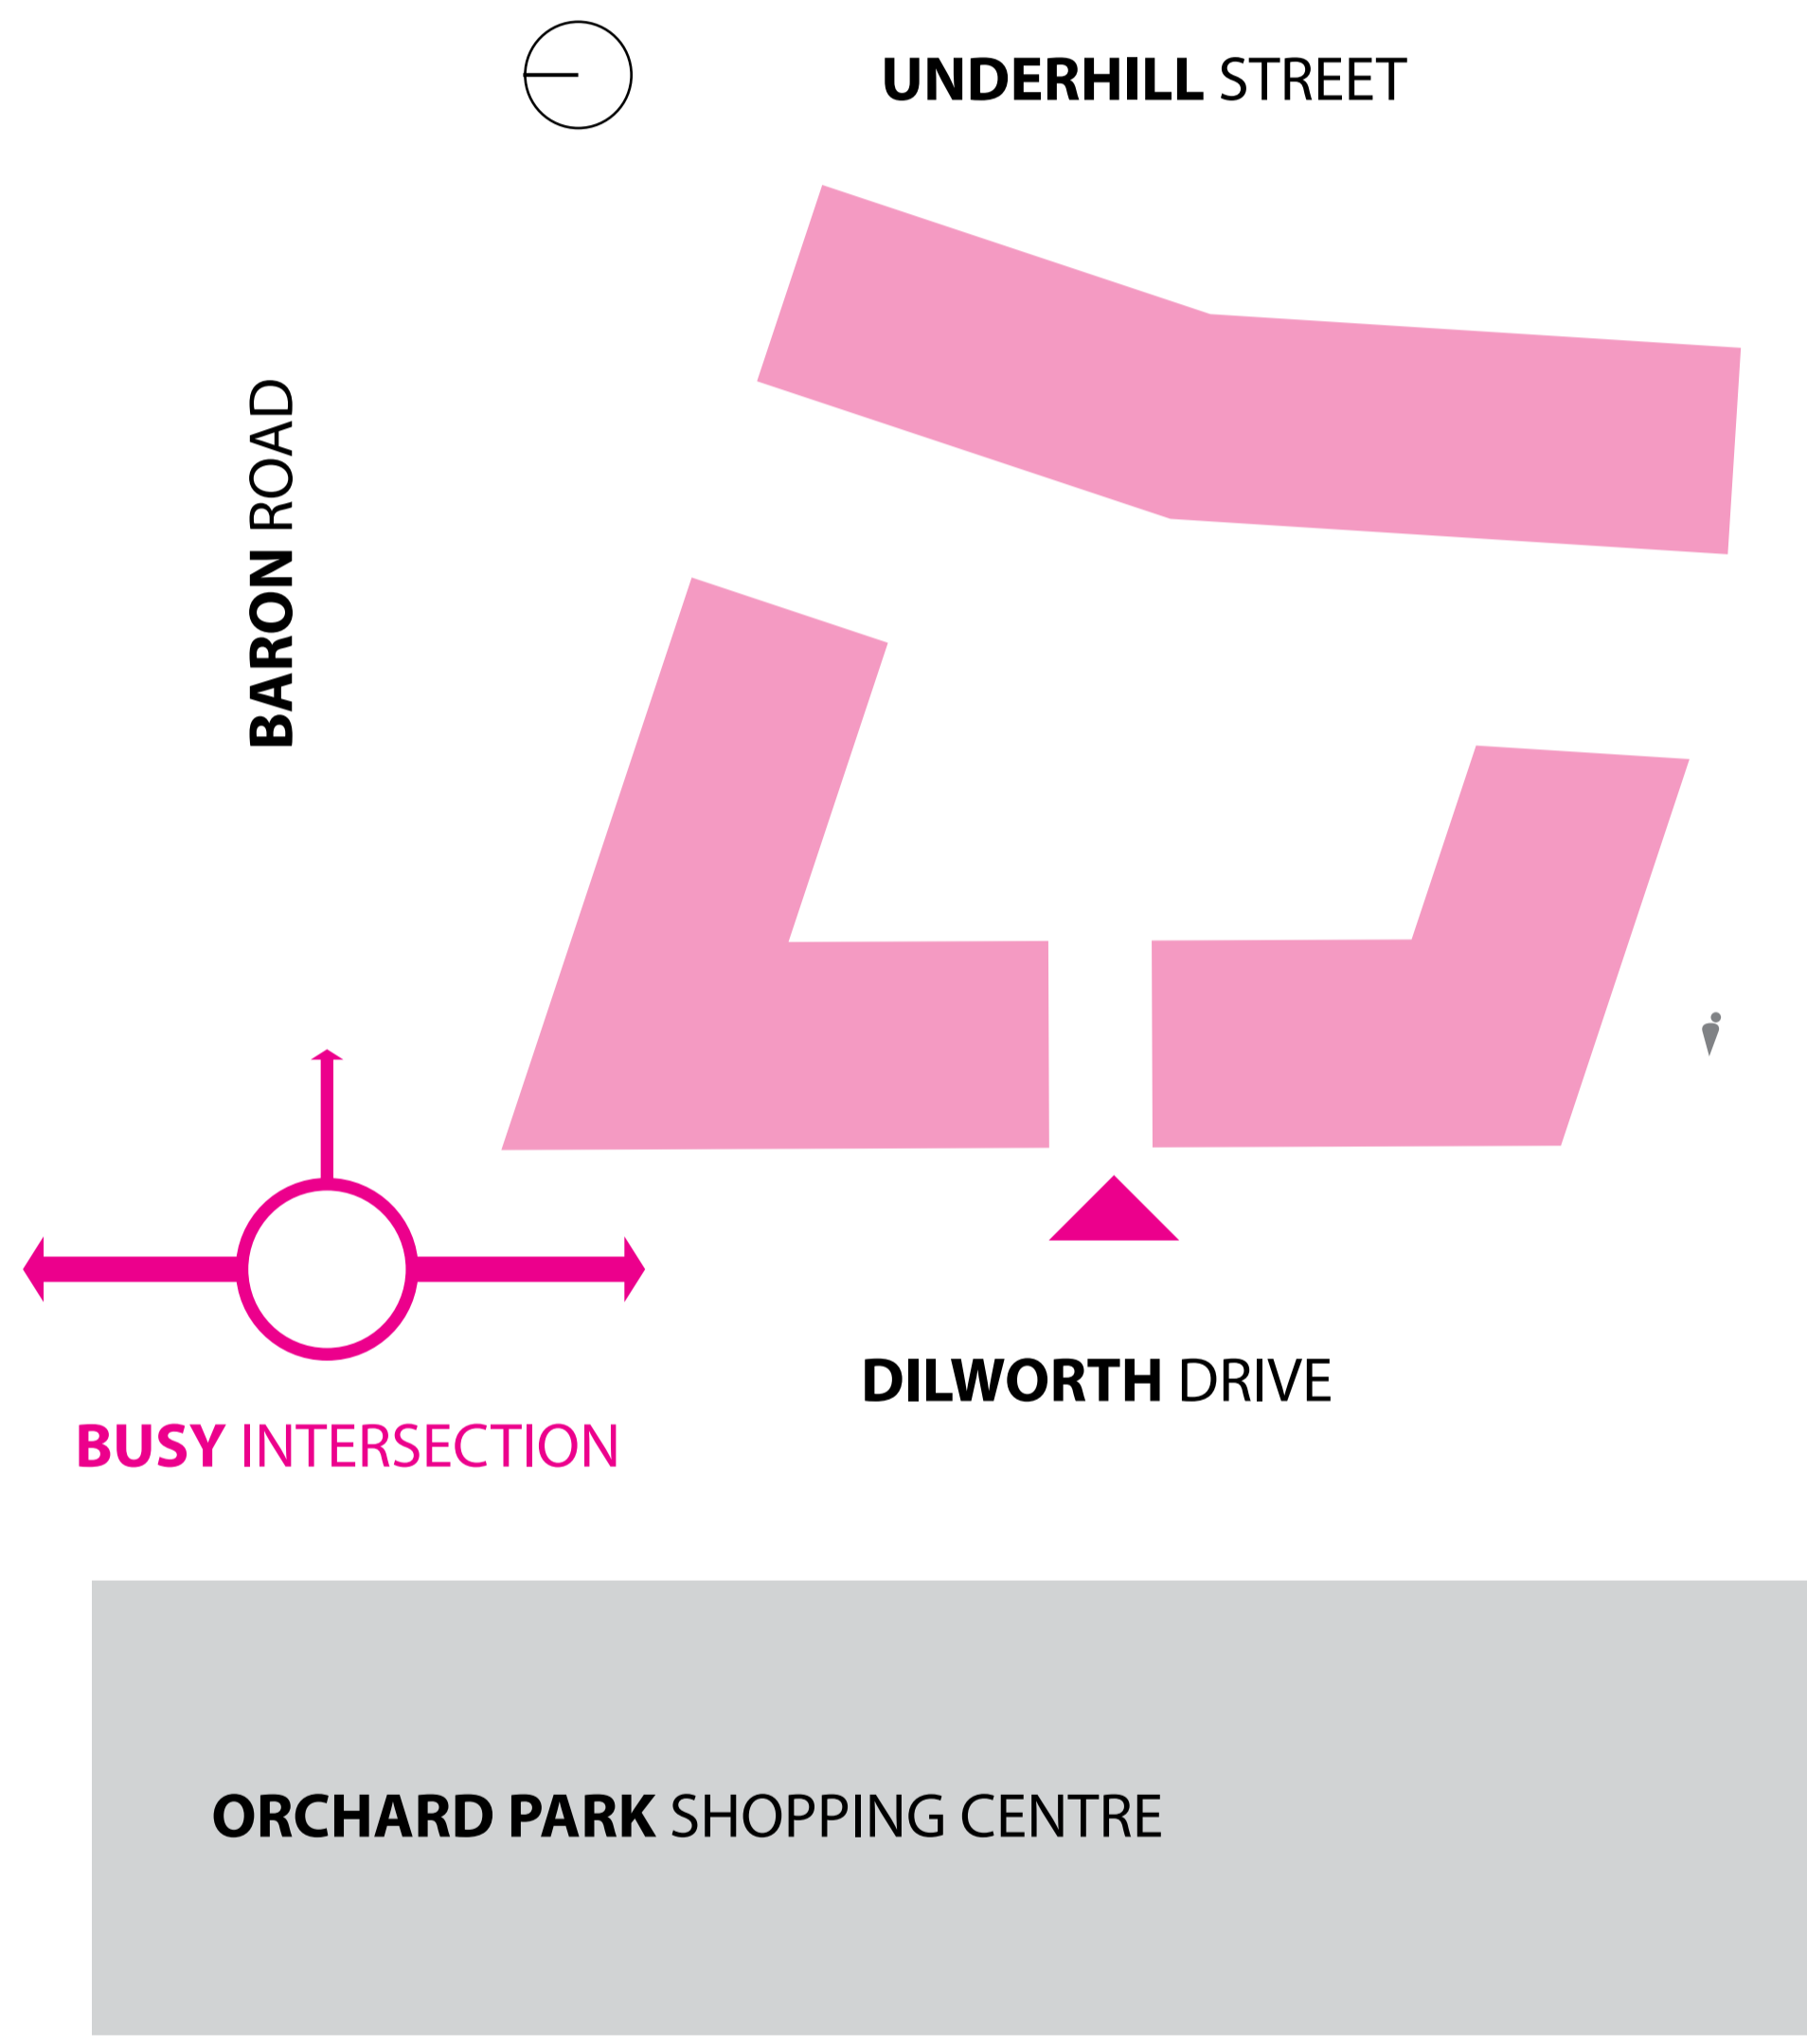 UNDERHILL STREET
BARON ROAD
DILWORTH DRIVE
BUSY INTERSECTION
ORCHARD PARK SHOPPING CENTRE